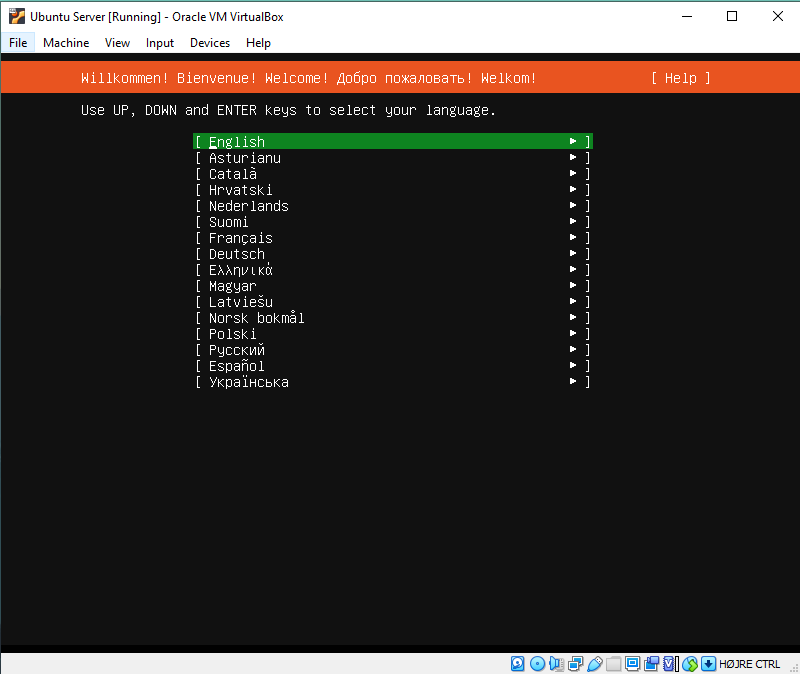 Ubuntu Server [Running] - Oracle VM VirtualBox
File Machine View Input Devices Help
Willkommen! Bienvenue! Welcome! Добро пожаловать! Welkom! [ Help ]
Use UP, DOWN and ENTER keys to select your language.
[ English ► ]
[ Asturianu ► ]
[ Català ► ]
[ Hrvatski ► ]
[ Nederlands ► ]
[ Suomi ► ]
[ Français ► ]
[ Deutsch ► ]
[ Ελληνικά ► ]
[ Magyar ► ]
[ Latviešu ► ]
[ Norsk bokmål ► ]
[ Polski ► ]
[ Русский ► ]
[ Español ► ]
[ Українська ► ]
HØJRE CTRL